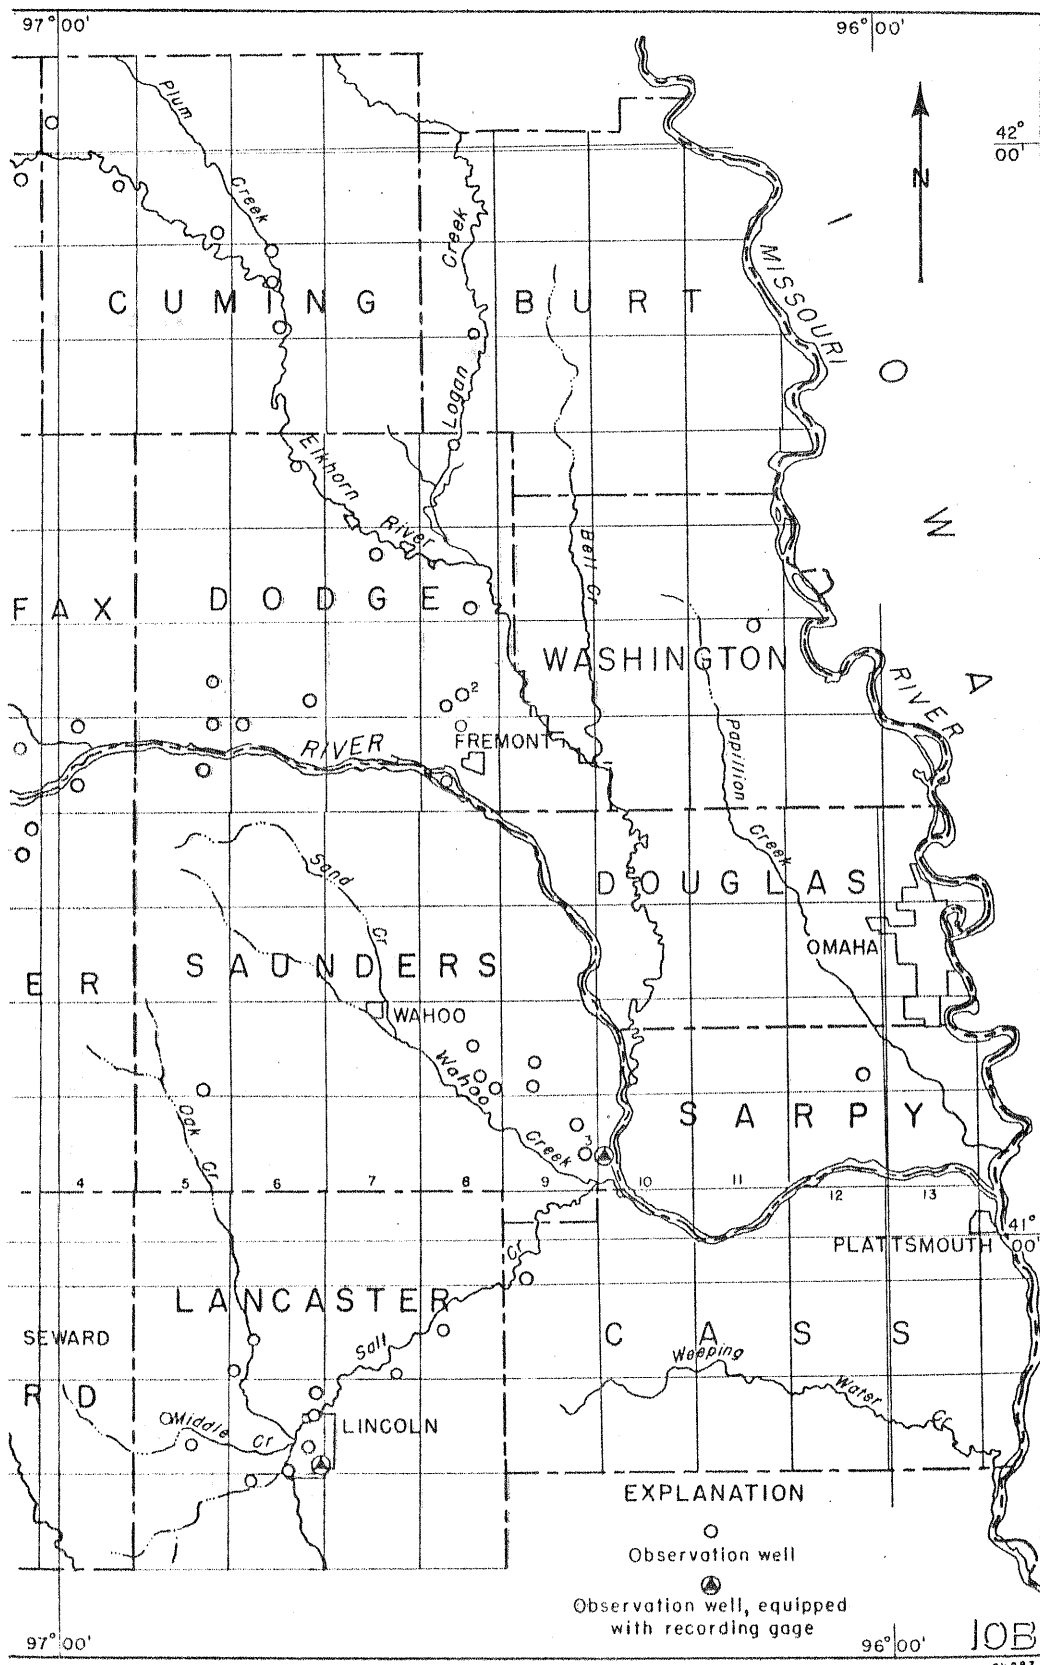 97°00'
96°00'
42°
00'
N
Plum
Creek
CUMING
Creek
BURT
MISSOURI
I
O
W
A
Logan
Elkhorn
River
Bell Cr
FAX
DODGE
WASHINGTON
RIVER
2
FREMONT
RIVER
Papillion
Creek
Sand
Cr
DOUGLAS
OMAHA
ER
SAUNDERS
WAHOO
Wahoo
Creek
Oak
Cr
3
SARPY
4 5 6 7 8 9 10 11 12 13
PLATTSMOUTH
41°
00'
Cr
LANCASTER
SEWARD
Salt
CASS
Weeping
Water
Cr
RD
Middle
Cr
LINCOLN
EXPLANATION
Observation well
Observation well, equipped
with recording gage
97°00'
96°00'
10B